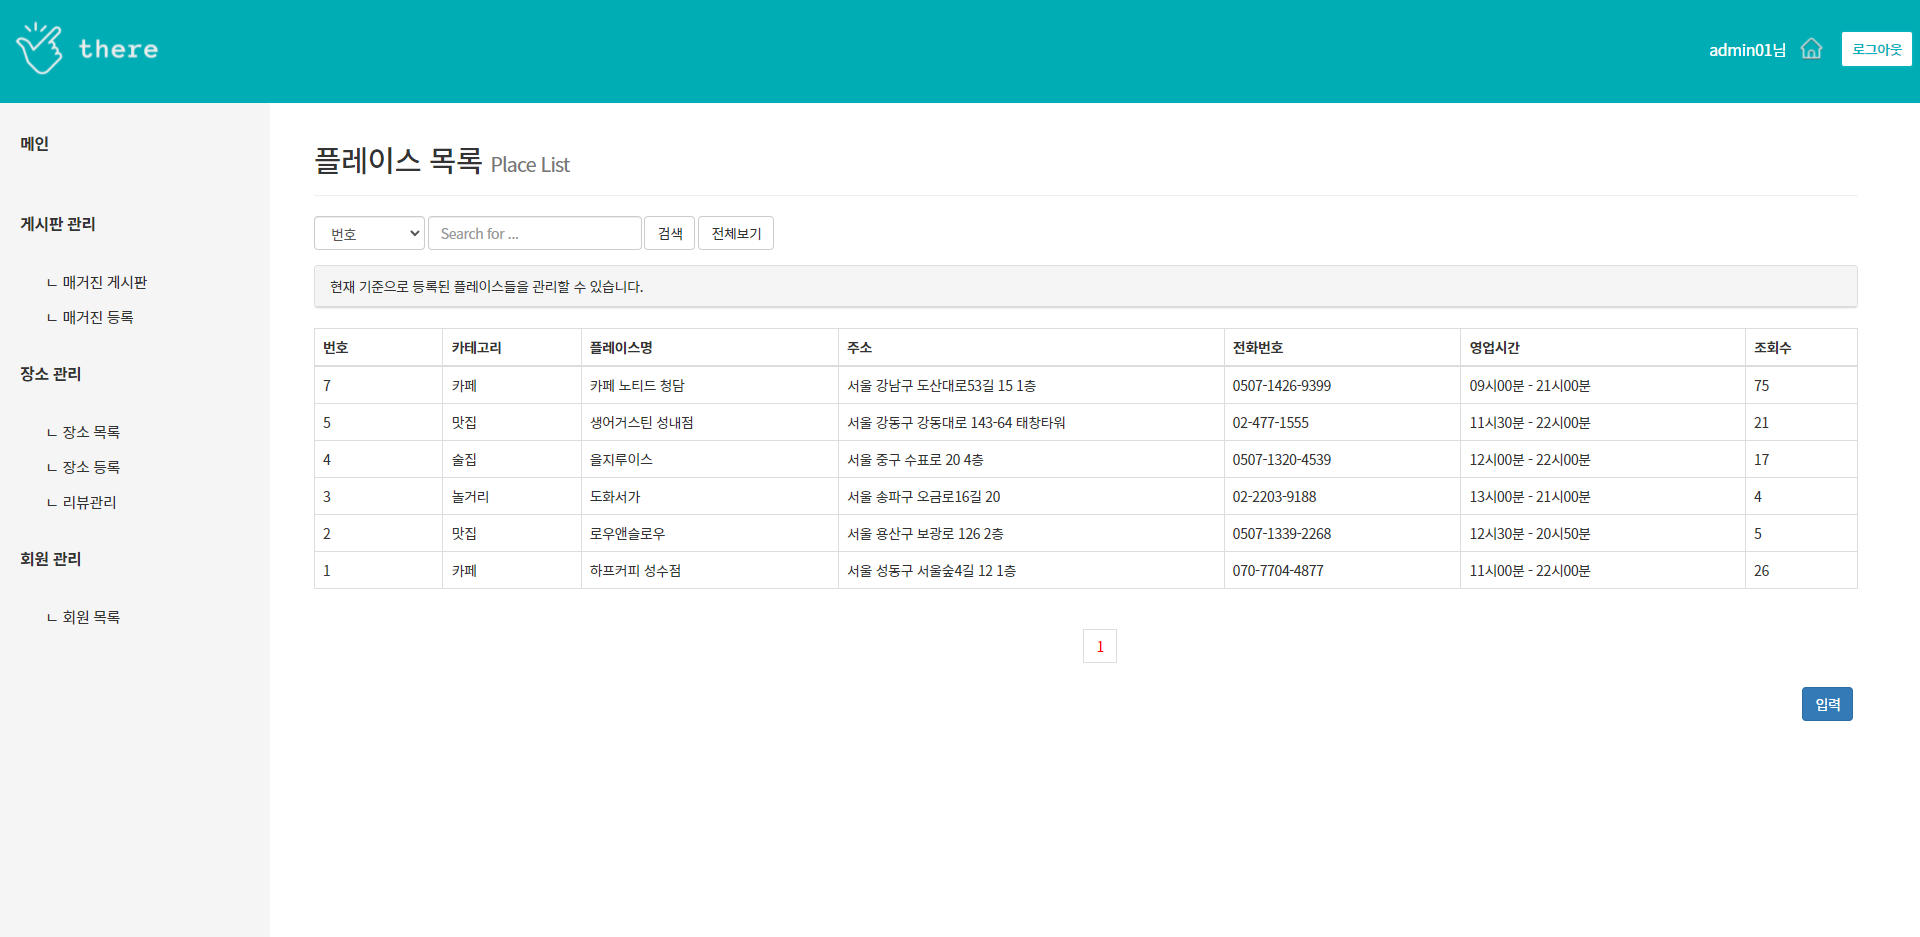 there
admin01님
로그아웃
메인
게시판 관리
ㄴ 매거진 게시판
ㄴ 매거진 등록
장소 관리
ㄴ 장소 목록
ㄴ 장소 등록
ㄴ 리뷰관리
회원 관리
ㄴ 회원 목록
플레이스 목록 Place List
번호 Search for ... 검색 전체보기
현재 기준으로 등록된 플레이스들을 관리할 수 있습니다.
번호 카테고리 플레이스명 주소 전화번호 영업시간 조회수
7 카페 카페 노티드 청담 서울 강남구 도산대로53길 15 1층 0507-1426-9399 09시00분 - 21시00분 75
5 맛집 생어거스틴 성내점 서울 강동구 강동대로 143-64 태창타워 02-477-1555 11시30분 - 22시00분 21
4 술집 을지루이스 서울 중구 수표로 20 4층 0507-1320-4539 12시00분 - 22시00분 17
3 놀거리 도화서가 서울 송파구 오금로16길 20 02-2203-9188 13시00분 - 21시00분 4
2 맛집 로우앤슬로우 서울 용산구 보광로 126 2층 0507-1339-2268 12시30분 - 20시50분 5
1 카페 하프커피 성수점 서울 성동구 서울숲4길 12 1층 070-7704-4877 11시00분 - 22시00분 26
1
입력